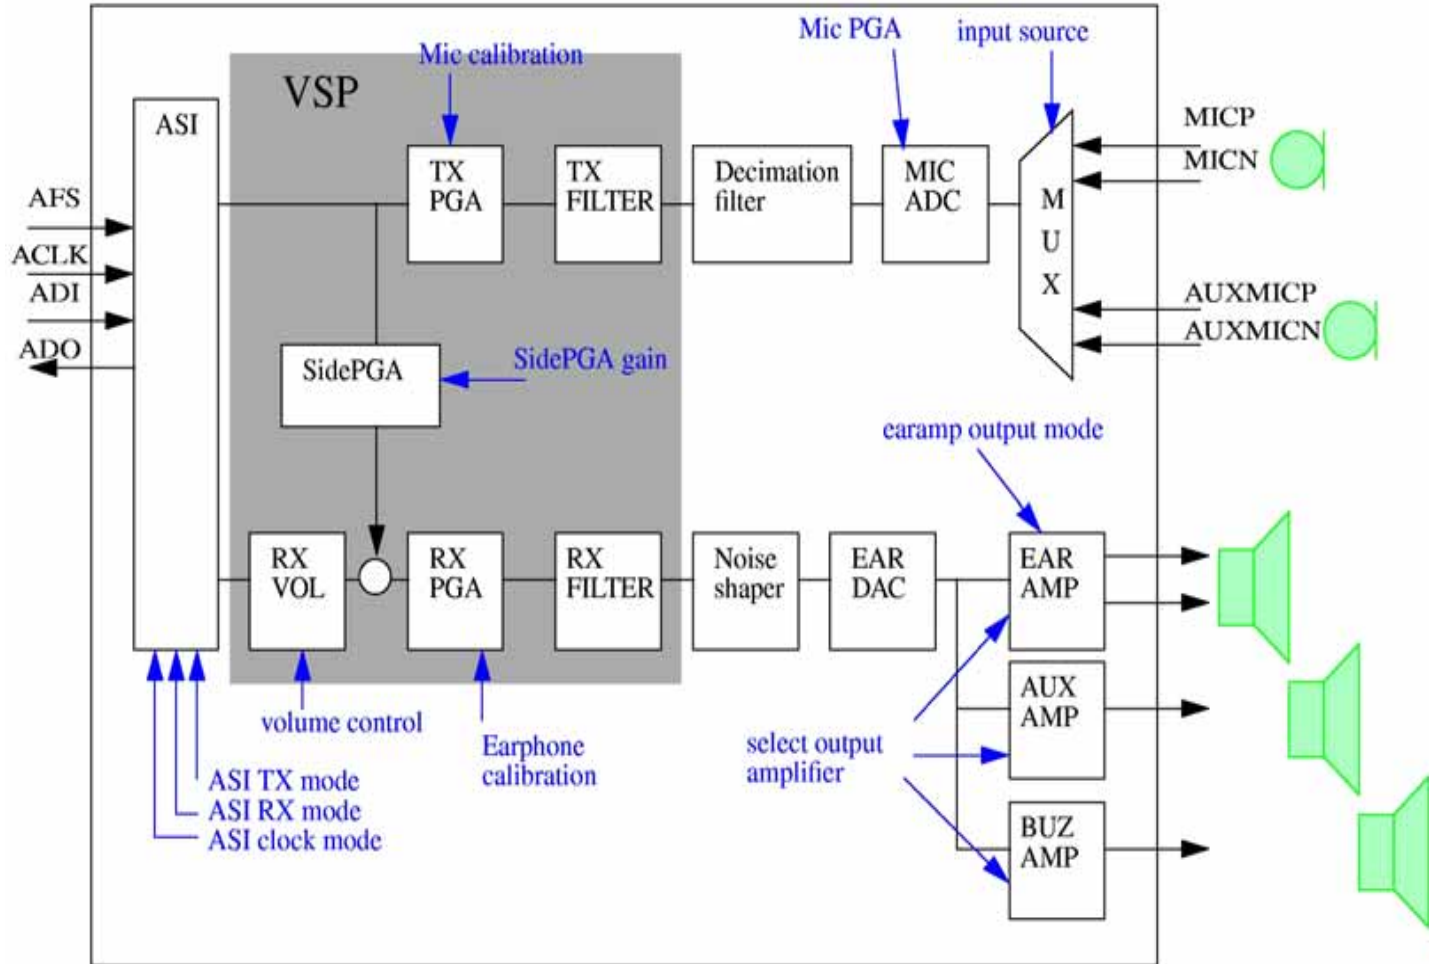 Mic PGA
input source
Mic calibration
VSP
ASI
MICP
MICN
TX
PGA
TX
FILTER
Decimation
filter
MIC
ADC
M
U
X
AFS
ACLK
ADI
ADO
AUXMICP
AUXMICN
SidePGA
SidePGA gain
earamp output mode
RX
VOL
RX
PGA
RX
FILTER
Noise
shaper
EAR
DAC
EAR
AMP
AUX
AMP
BUZ
AMP
volume control
Earphone
calibration
select output
amplifier
ASI TX mode
ASI RX mode
ASI clock mode